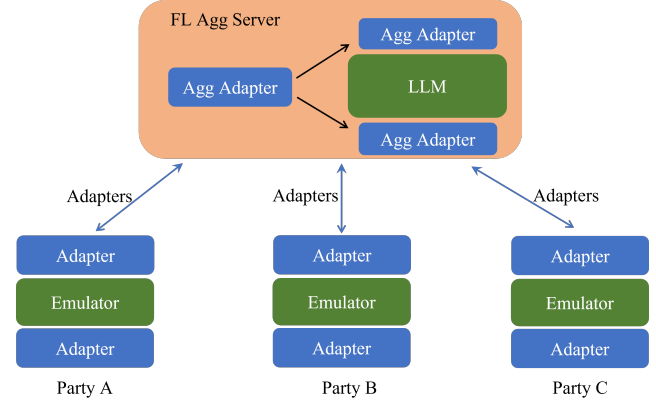 FL Agg Server
Agg Adapter
Agg Adapter
LLM
Agg Adapter
Adapters
Adapters
Adapters
Adapter
Emulator
Adapter
Party A
Adapter
Emulator
Adapter
Party B
Adapter
Emulator
Adapter
Party C